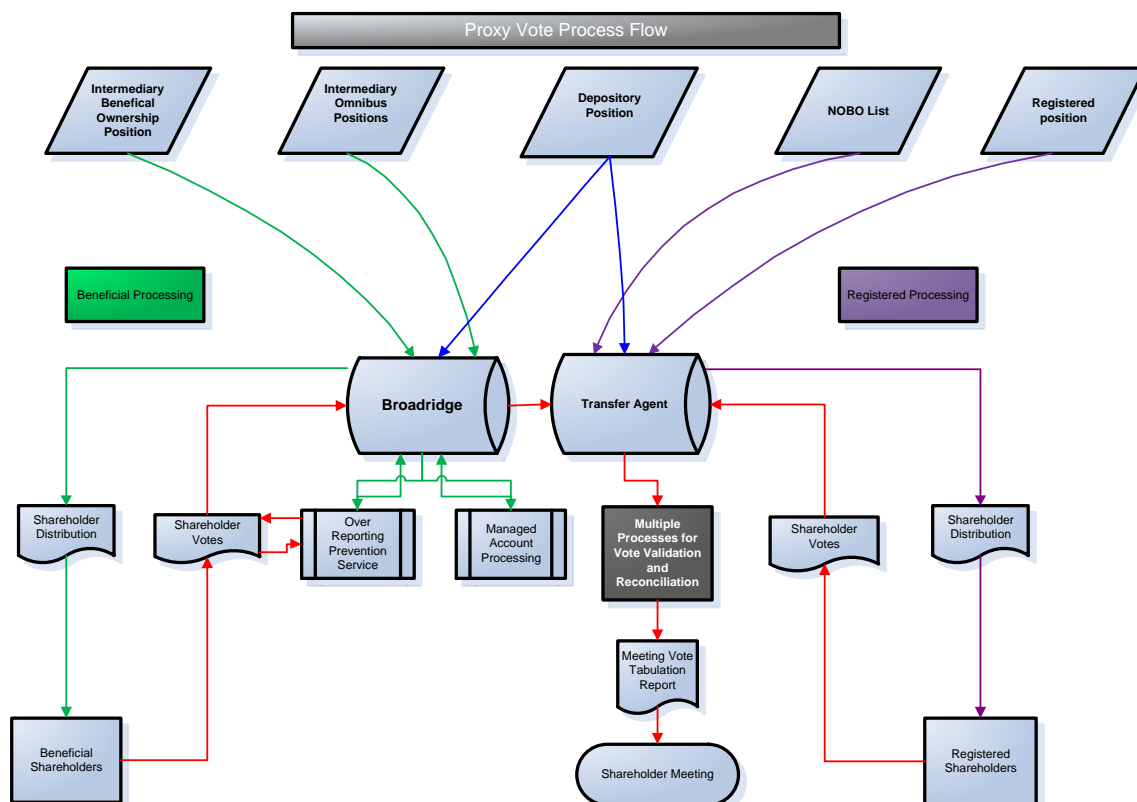 Proxy Vote Process Flow
Intermediary
Benefical
Ownership
Position
Intermediary
Omnibus
Positions
Depository
Position
NOBO List
Registered
position
Beneficial Processing
Registered Processing
Broadridge
Transfer Agent
Shareholder
Distribution
Shareholder
Votes
Over
Reporting
Prevention
Service
Managed
Account
Processing
Multiple
Processes for
Vote Validation
and
Reconciliation
Shareholder
Votes
Shareholder
Distribution
Meeting Vote
Tabulation
Report
Beneficial
Shareholders
Shareholder Meeting
Registered
Shareholders